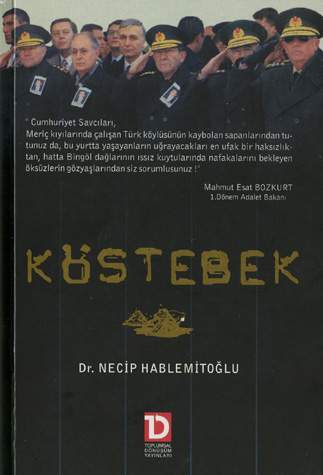 " Cumhuriyet Savcıları,
Meriç kıyılarında çalışan Türk köylüsünün kaybolan sapanlarından tu-
tunuz da, bu yurtta yaşayanların uğrayacakları en ufak bir haksızlık-
tan, hatta Bingöl dağlarının ıssız kuytularında nafakalarını bekleyen
öksüzlerin gözyaşlarından siz sorumlusunuz !"
Mahmut Esat BOZKURT
1.Dönem Adalet Bakanı
KÖSTEBEK
Dr. NECİP HABLEMİTOĞLU
TD
TOPLUMSAL
DÖNÜŞÜM
YAYINLARI